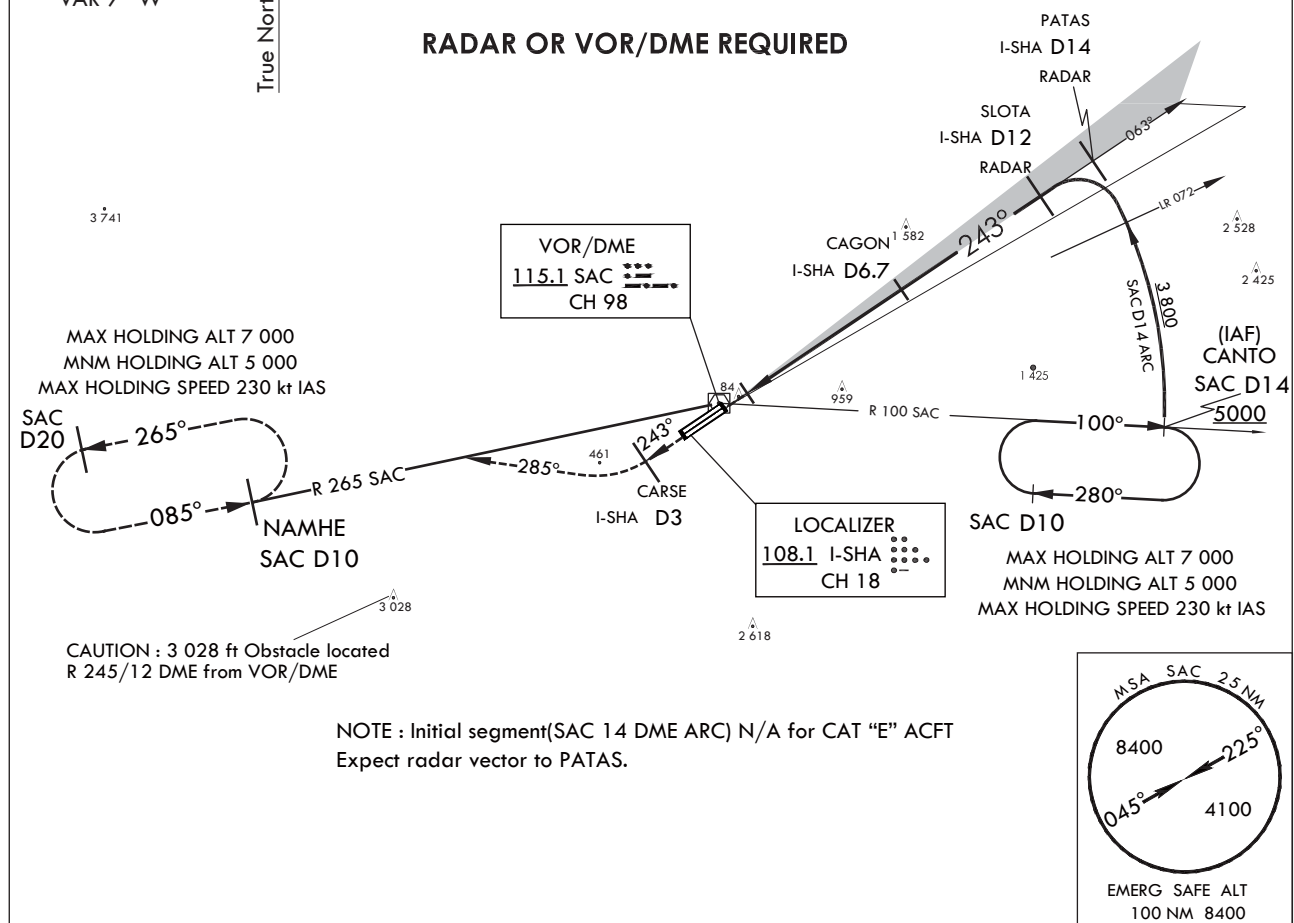 True Nort
RADAR OR VOR/DME REQUIRED
PATAS
I-SHA D14
RADAR
SLOTA
I-SHA D12
RADAR
063°
LR 072
3 741
1 582
2 528
2 425
243°
CAGON
I-SHA D6.7
VOR/DME
115.1 SAC
CH 98
3 800
SAC D14 ARC
(IAF)
CANTO
SAC D14
5000
MAX HOLDING ALT 7 000
MNM HOLDING ALT 5 000
MAX HOLDING SPEED 230 kt IAS
SAC
D20
265°
085°
NAMHE
SAC D10
R 265 SAC
285°
461
243°
84
959
1 425
R 100 SAC
100°
280°
SAC D10
CARSE
I-SHA D3
LOCALIZER
108.1 I-SHA
CH 18
MAX HOLDING ALT 7 000
MNM HOLDING ALT 5 000
MAX HOLDING SPEED 230 kt IAS
3 028
2 618
CAUTION : 3 028 ft Obstacle located
R 245/12 DME from VOR/DME
NOTE : Initial segment(SAC 14 DME ARC) N/A for CAT “E” ACFT
Expect radar vector to PATAS.
MSA SAC 25 NM
8400
225°
045°
4100
EMERG SAFE ALT
100 NM 8400